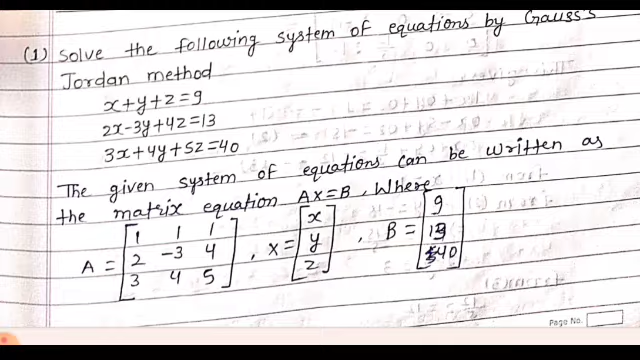 (1) Solve the following system of equations by Gauss's
Jordan method
x+y+z=9
2x-3y+4z=13
3x+4y+5z=40
The given system of equations can be written as
the matrix equation AX=B, Where
A = [1 1 1; 2 -3 4; 3 4 5], x = [x; y; z], B = [9; 13; 40]
Page No.